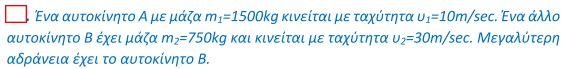 . Ένα αυτοκίνητο Α με μάζα m₁=1500kg κινείται με ταχύτητα υ₁=10m/sec. Ένα άλλο
αυτοκίνητο Β έχει μάζα m₂=750kg και κινείται με ταχύτητα υ₂=30m/sec. Μεγαλύτερη
αδράνεια έχει το αυτοκίνητο Β.